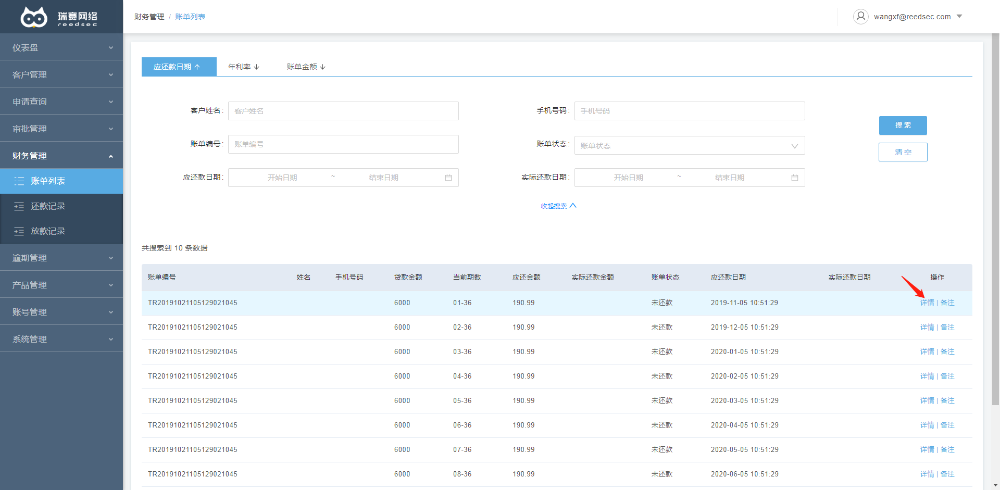 瑞赛网络
reedsec
财务管理 / 账单列表
wangxf@reedsec.com
仪表盘
客户管理
申请查询
审批管理
财务管理
账单列表
还款记录
放款记录
逾期管理
产品管理
账号管理
系统管理
应还款日期 年利率 账单金额
客户姓名: 客户姓名 手机号码: 手机号码
账单编号: 账单编号 账单状态: 账单状态
应还款日期: 开始日期 ~ 结束日期 实际还款日期: 开始日期 ~ 结束日期
搜 索
清 空
收起搜索
共搜索到 10 条数据
账单编号 姓名 手机号码 贷款金额 当前期数 应还金额 实际还款金额 账单状态 应还款日期 实际还款日期 操作
TR20191021105129021045 6000 01-36 190.99 未还款 2019-11-05 10:51:29 详情 | 备注
TR20191021105129021045 6000 02-36 190.99 未还款 2019-12-05 10:51:29 详情 | 备注
TR20191021105129021045 6000 03-36 190.99 未还款 2020-01-05 10:51:29 详情 | 备注
TR20191021105129021045 6000 04-36 190.99 未还款 2020-02-05 10:51:29 详情 | 备注
TR20191021105129021045 6000 05-36 190.99 未还款 2020-03-05 10:51:29 详情 | 备注
TR20191021105129021045 6000 06-36 190.99 未还款 2020-04-05 10:51:29 详情 | 备注
TR20191021105129021045 6000 07-36 190.99 未还款 2020-05-05 10:51:29 详情 | 备注
TR20191021105129021045 6000 08-36 190.99 未还款 2020-06-05 10:51:29 详情 | 备注